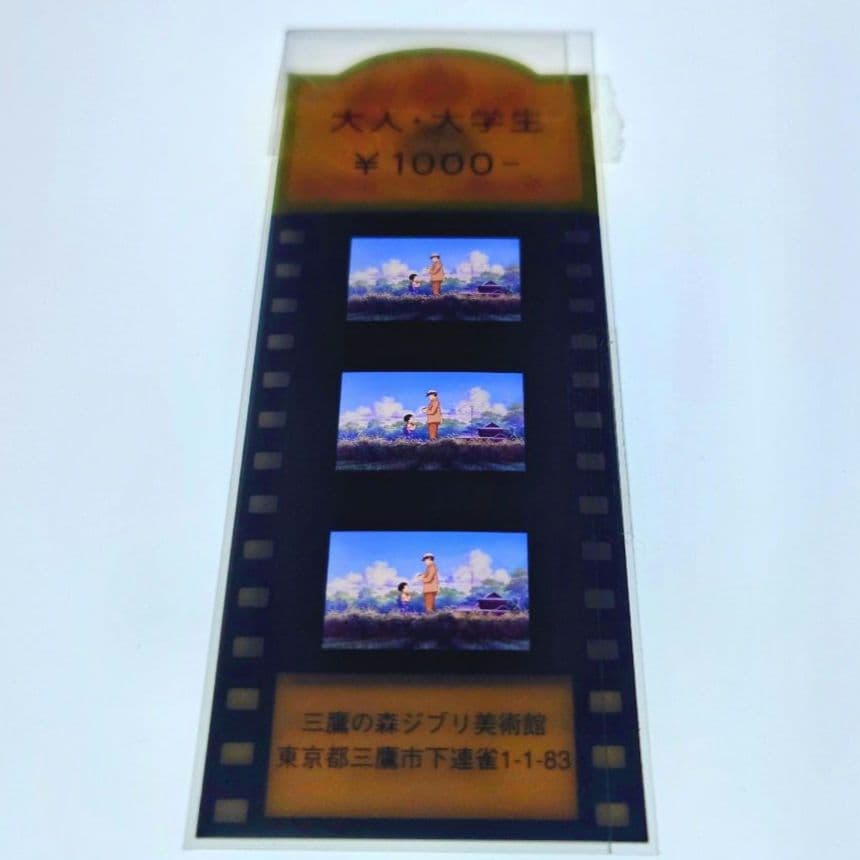 大人・大学生
¥1000-
三鷹の森ジブリ美術館
東京都三鷹市下連雀1-1-83